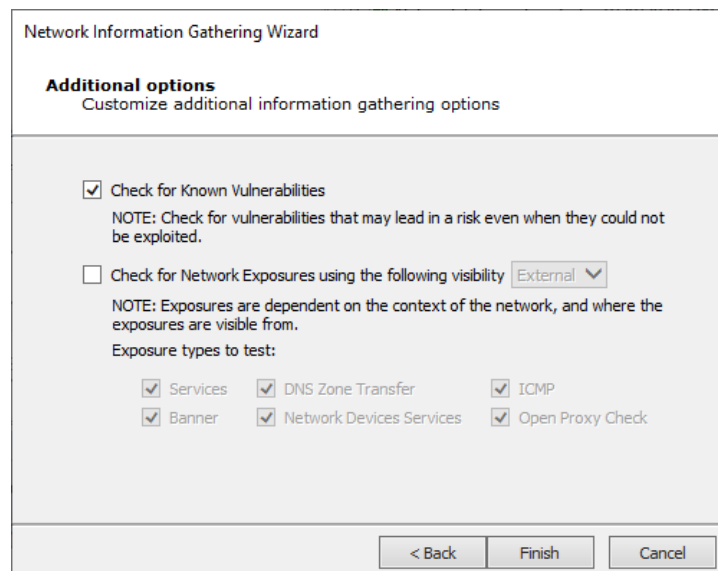 Network Information Gathering Wizard
Additional options
Customize additional information gathering options
Check for Known Vulnerabilities
NOTE: Check for vulnerabilities that may lead in a risk even when they could not
be exploited.
Check for Network Exposures using the following visibility External
NOTE: Exposures are dependent on the context of the network, and where the
exposures are visible from.
Exposure types to test:
Services DNS Zone Transfer ICMP
Banner Network Devices Services Open Proxy Check
< Back Finish Cancel